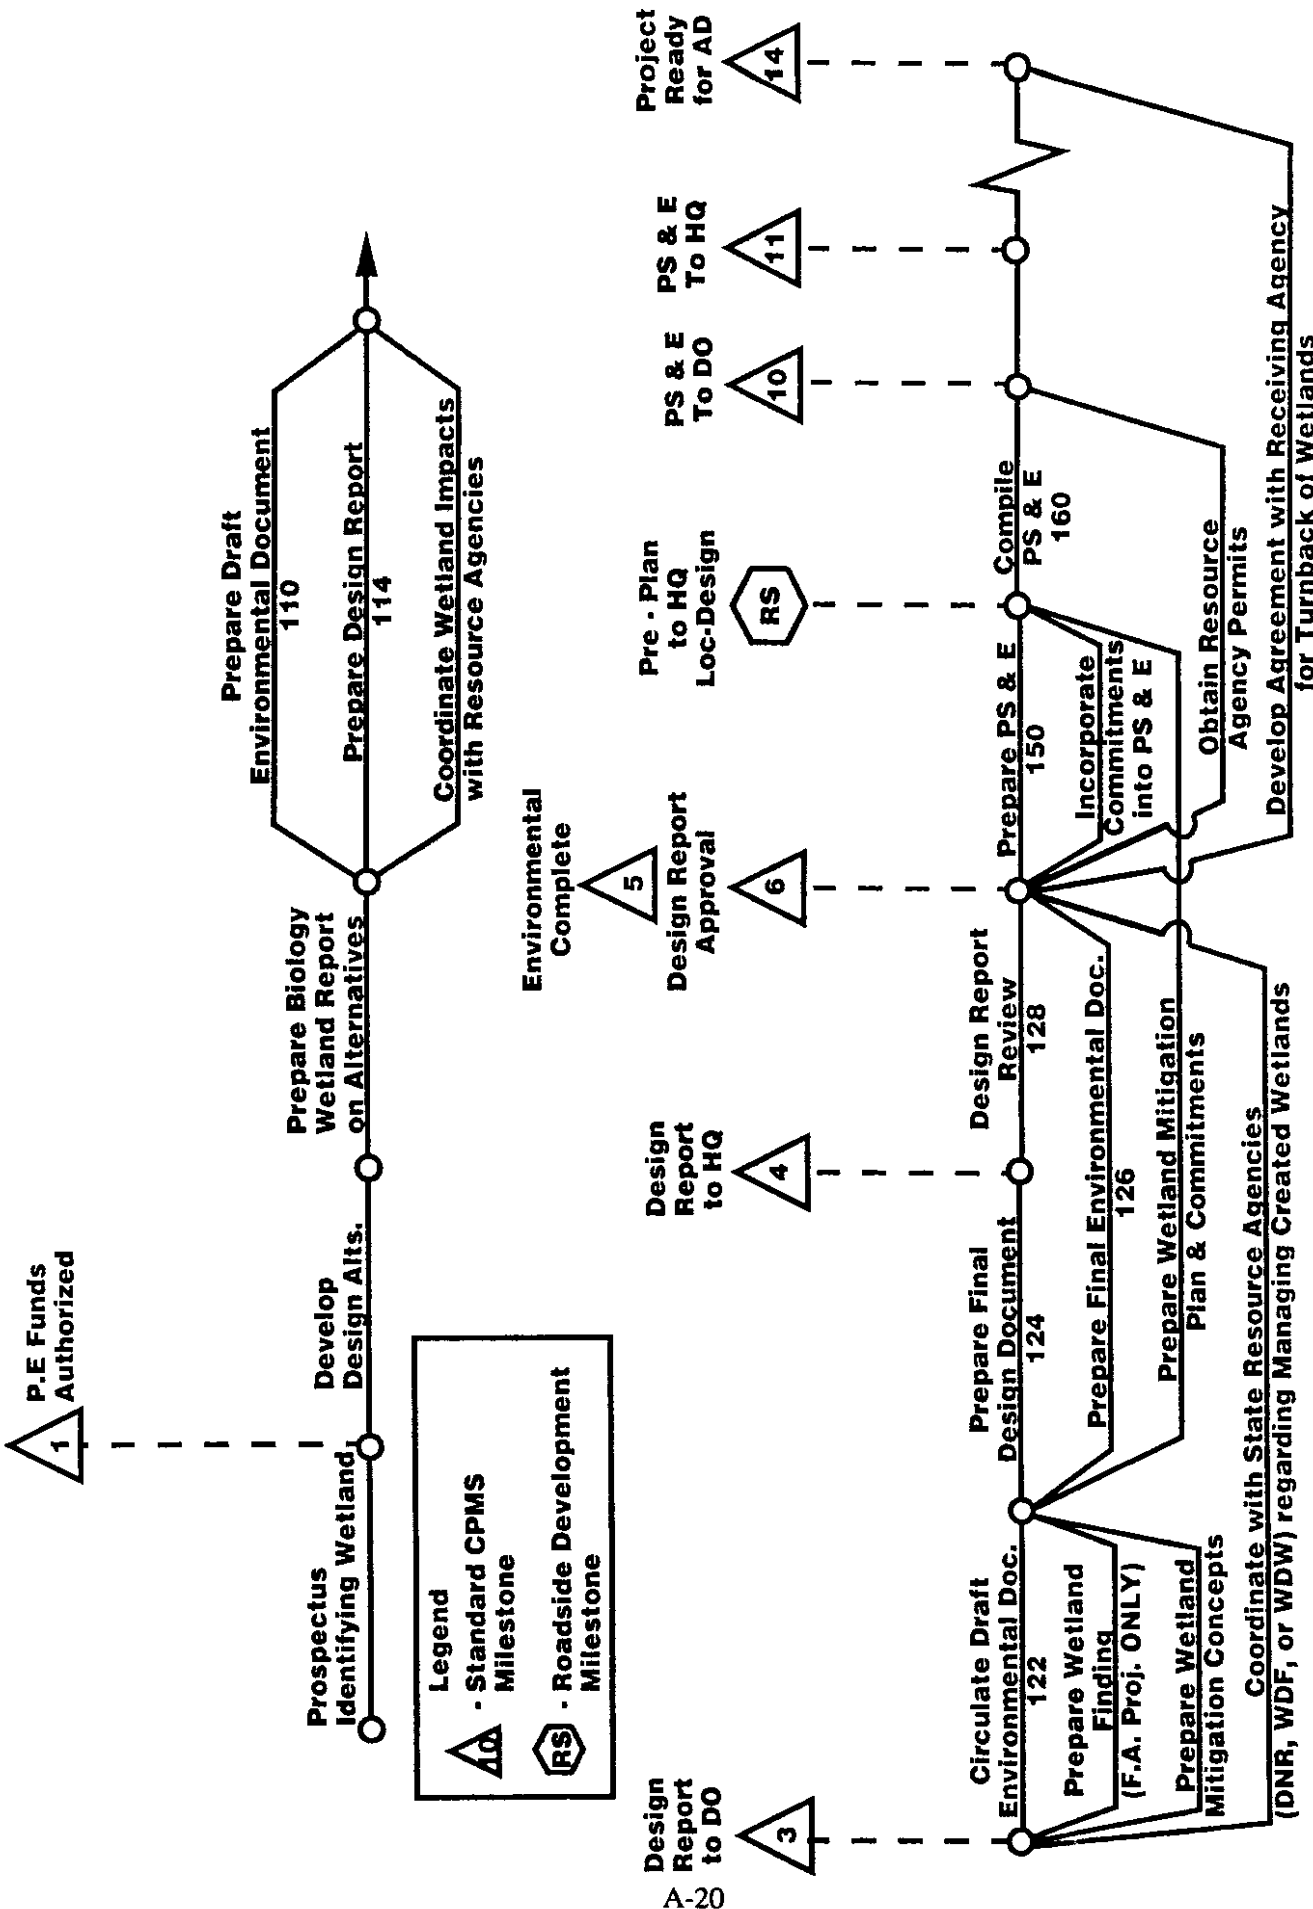 P.E Funds
Authorized
1
Prospectus
Identifying Wetland
Develop
Design Alts.
Prepare Biology
Wetland Report
on Alternatives
Prepare Draft
Environmental Document
110
Prepare Design Report
114
Coordinate Wetland Impacts
with Resource Agencies
Legend
10 - Standard CPMS
Milestone
RS - Roadside Development
Milestone
Design
Report
to DO
3
Design
Report
to HQ
4
Environmental
Complete
5
Design Report
Approval
6
Pre - Plan
to HQ
Loc-Design
RS
PS & E
To DO
10
PS & E
To HQ
11
Project
Ready
for AD
14
Circulate Draft
Environmental Doc.
122
Prepare Final
Design Document
124
Design Report
Review
128
Prepare PS & E
150
Compile
PS & E
160
Prepare Wetland
Finding
(F.A. Proj. ONLY)
Prepare Wetland
Mitigation Concepts
Prepare Final Environmental Doc.
126
Prepare Wetland Mitigation
Plan & Commitments
Incorporate
Commitments
into PS & E
Obtain Resource
Agency Permits
Coordinate with State Resource Agencies
(DNR, WDF, or WDW) regarding Managing Created Wetlands
Develop Agreement with Receiving Agency
for Turnback of Wetlands
A-20